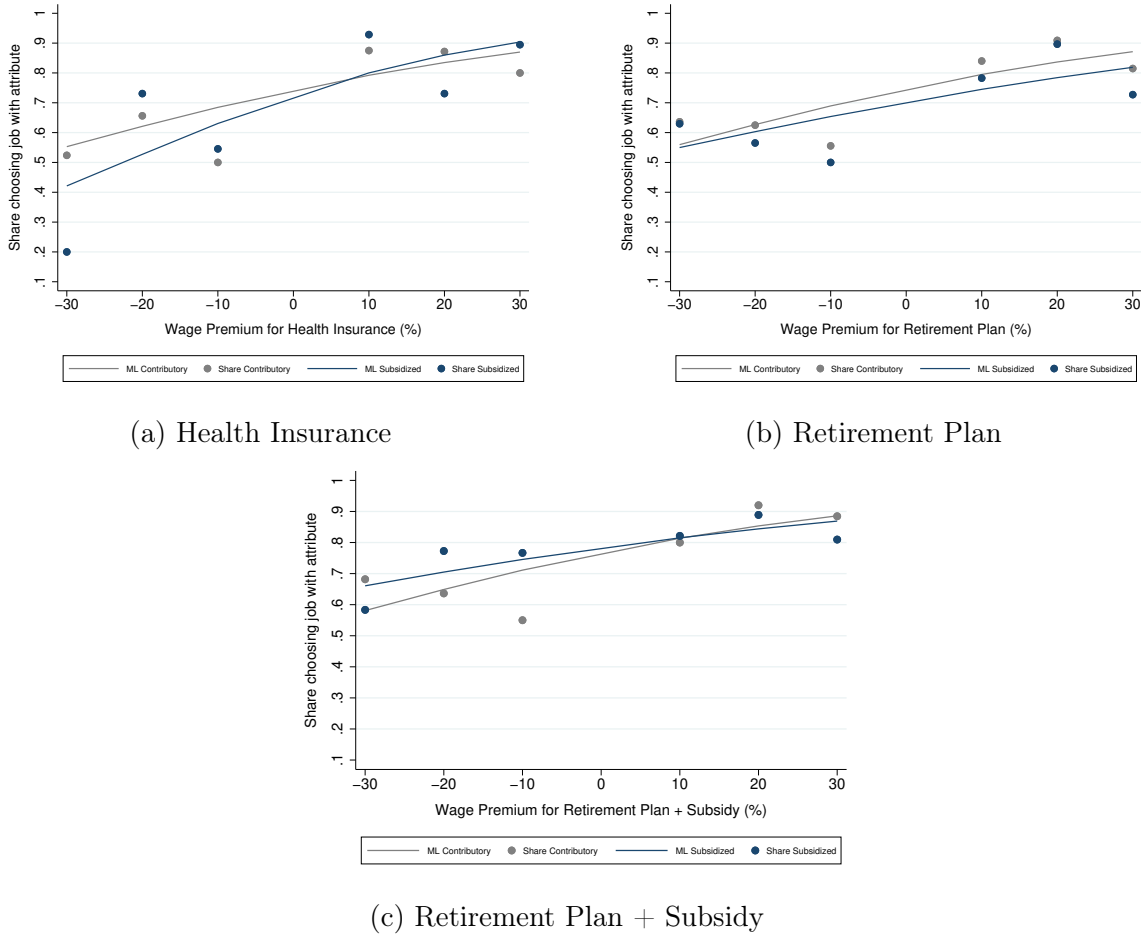 Share choosing job with attribute
1
.9
.8
.7
.6
.5
.4
.3
.2
.1
−30 −20 −10 0 10 20 30
Wage Premium for Health Insurance (%)
ML Contributory Share Contributory ML Subsidized Share Subsidized
(a) Health Insurance
Share choosing job with attribute
1
.9
.8
.7
.6
.5
.4
.3
.2
.1
−30 −20 −10 0 10 20 30
Wage Premium for Retirement Plan (%)
ML Contributory Share Contributory ML Subsidized Share Subsidized
(b) Retirement Plan
Share choosing job with attribute
1
.9
.8
.7
.6
.5
.4
.3
.2
.1
−30 −20 −10 0 10 20 30
Wage Premium for Retirement Plan + Subsidy (%)
ML Contributory Share Contributory ML Subsidized Share Subsidized
(c) Retirement Plan + Subsidy